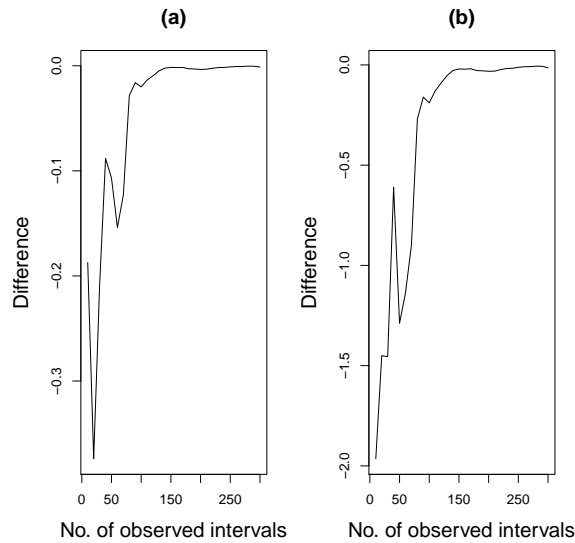 (a)
Difference
0.0
−0.1
−0.2
−0.3
0 50 150 250
No. of observed intervals
(b)
Difference
0.0
−0.5
−1.0
−1.5
−2.0
0 50 150 250
No. of observed intervals